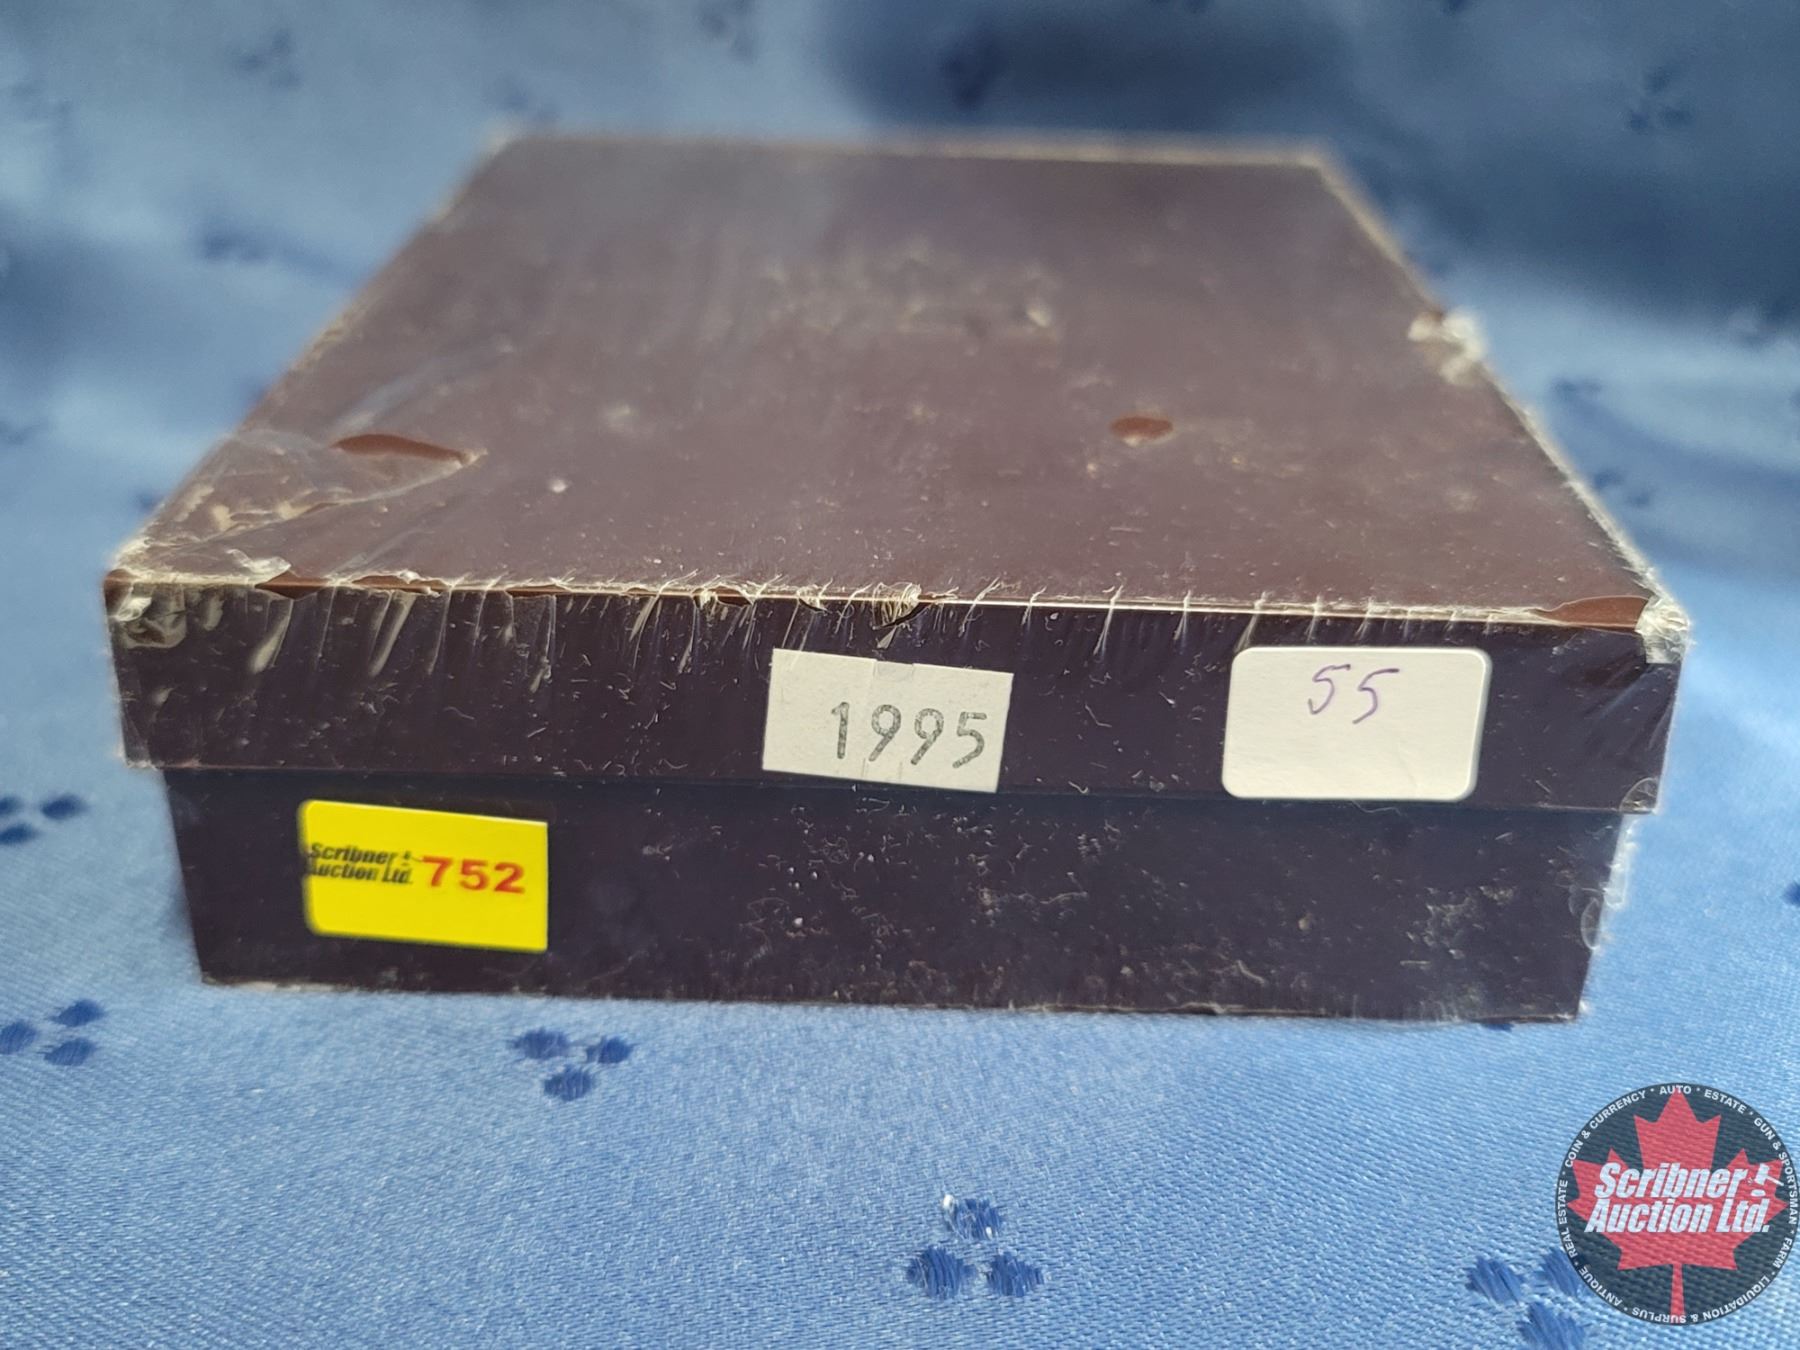 1995
55
Scribner
Auction Ltd.
752
COIN & CURRENCY • AUTO • ESTATE • GUN & SPORTSMAN • FARM • LIQUIDATION & SURPLUS • ANTIQUE • REAL ESTATE •
Scribner
Auction Ltd.